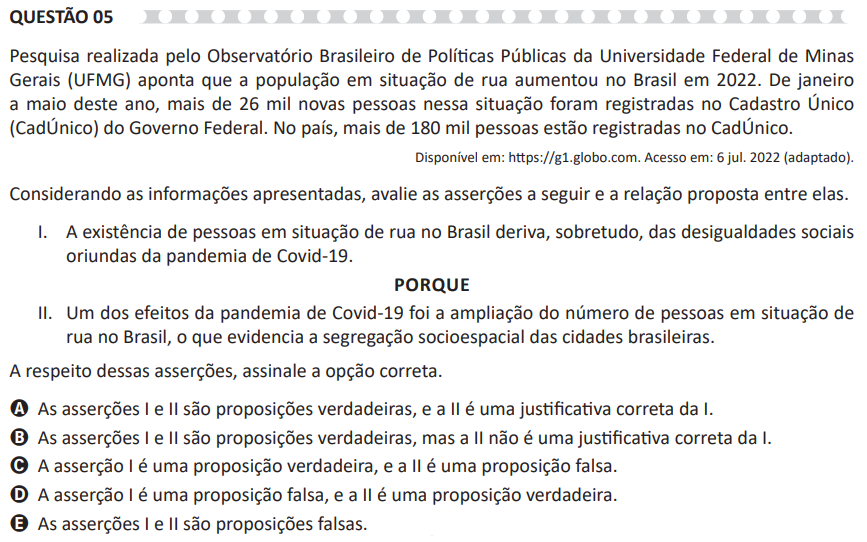 QUESTÃO 05
Pesquisa realizada pelo Observatório Brasileiro de Políticas Públicas da Universidade Federal de Minas
Gerais (UFMG) aponta que a população em situação de rua aumentou no Brasil em 2022. De janeiro
a maio deste ano, mais de 26 mil novas pessoas nessa situação foram registradas no Cadastro Único
(CadÚnico) do Governo Federal. No país, mais de 180 mil pessoas estão registradas no CadÚnico.
Disponível em: https://g1.globo.com. Acesso em: 6 jul. 2022 (adaptado).
Considerando as informações apresentadas, avalie as asserções a seguir e a relação proposta entre elas.
I. A existência de pessoas em situação de rua no Brasil deriva, sobretudo, das desigualdades sociais
oriundas da pandemia de Covid-19.
PORQUE
II. Um dos efeitos da pandemia de Covid-19 foi a ampliação do número de pessoas em situação de
rua no Brasil, o que evidencia a segregação socioespacial das cidades brasileiras.
A respeito dessas asserções, assinale a opção correta.
A As asserções I e II são proposições verdadeiras, e a II é uma justificativa correta da I.
B As asserções I e II são proposições verdadeiras, mas a II não é uma justificativa correta da I.
C A asserção I é uma proposição verdadeira, e a II é uma proposição falsa.
D A asserção I é uma proposição falsa, e a II é uma proposição verdadeira.
E As asserções I e II são proposições falsas.